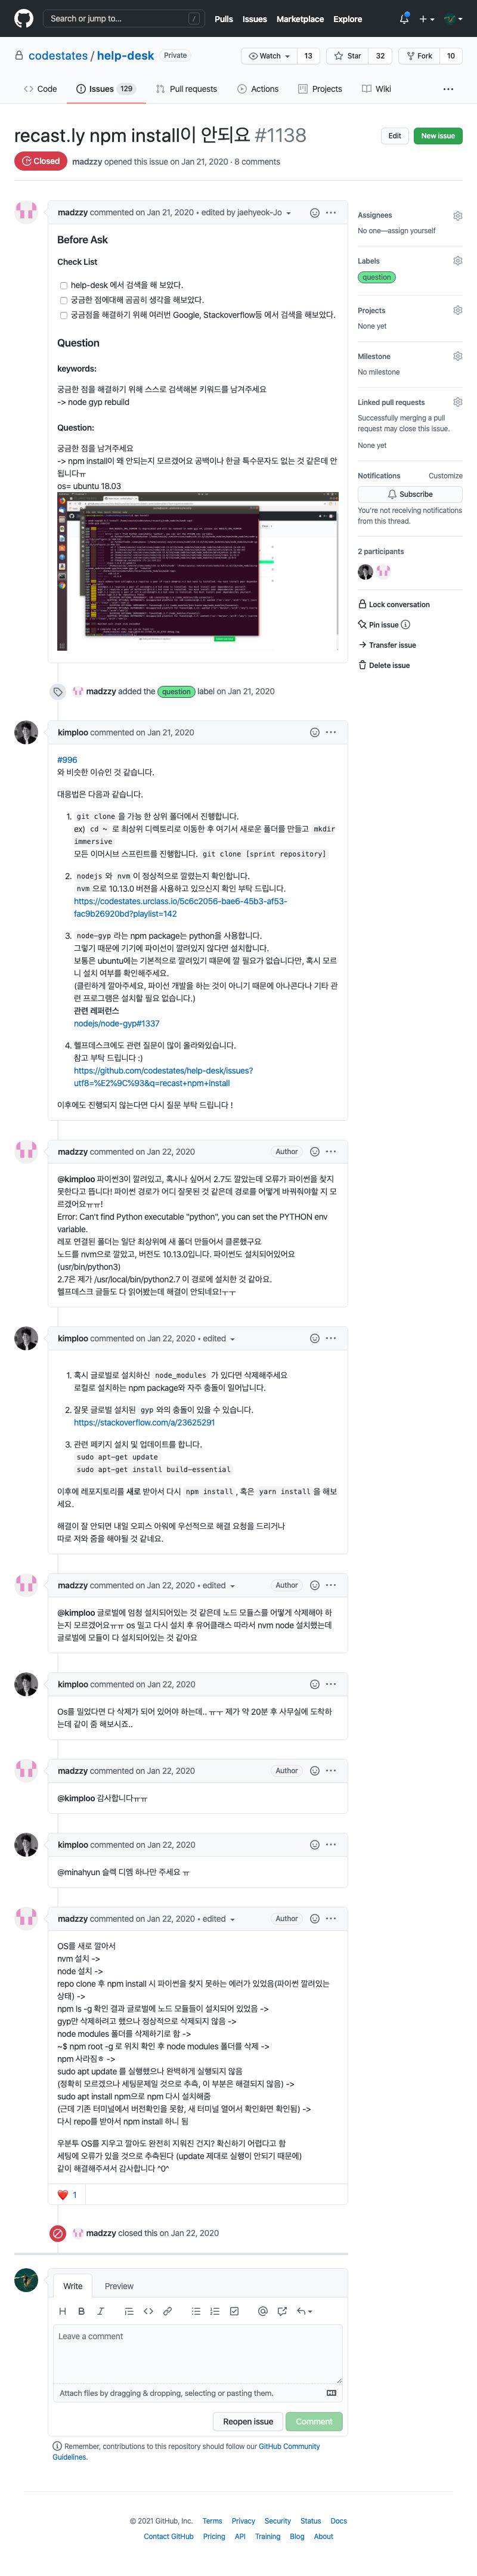 Search or jump to...
/
Pulls
Issues
Marketplace
Explore
codestates / help-desk
Private
Watch
13
Star
32
Fork
10
Code
Issues
129
Pull requests
Actions
Projects
Wiki
recast.ly npm install이 안되요 #1138
Edit
New issue
Closed
madzzy opened this issue on Jan 21, 2020 · 8 comments
madzzy commented on Jan 21, 2020 • edited by jaehyeok-Jo
Before Ask
Check List
help-desk 에서 검색을 해 보았다.
궁금한 점에대해 곰곰히 생각을 해보았다.
궁금점을 해결하기 위해 여러번 Google, Stackoverflow등 에서 검색을 해보았다.
Question
keywords:
궁금한 점을 해결하기 위해 스스로 검색해본 키워드를 남겨주세요
-> node gyp rebuild
Question:
궁금한 점을 남겨주세요
-> npm install이 왜 안되는지 모르겠어요 공백이나 한글 특수문자도 없는 것 같은데 안
됩니다ㅠ
os= ubuntu 18.03
madzzy added the question label on Jan 21, 2020
kimploo commented on Jan 21, 2020
#996
와 비슷한 이슈인 것 같습니다.
대응법은 다음과 같습니다.
1. git clone 을 가능 한 상위 폴더에서 진행합니다.
ex) cd ~ 로 최상위 디렉토리로 이동한 후 여기서 새로운 폴더를 만들고 mkdir
immersive
모든 이머시브 스프린트를 진행합니다. git clone [sprint repository]
2. nodejs 와 nvm 이 정상적으로 깔렸는지 확인합니다.
nvm 으로 10.13.0 버젼을 사용하고 있으신지 확인 부탁 드립니다.
https://codestates.urclass.io/5c6c2056-bae6-45b3-af53-
fac9b26920bd?playlist=142
3. node-gyp 라는 npm package는 python을 사용합니다.
그렇기 때문에 기기에 파이선이 깔려있지 않다면 설치합니다.
보통은 ubuntu에는 기본적으로 깔려있기 때문에 깔 필요가 없습니다만, 혹시 모르
니 설치 여부를 확인해주세요.
(클린하게 깔아주세요, 파이선 개발을 하는 것이 아니기 때문에 아나콘다나 기타 관
련 프로그램은 설치할 필요 없습니다.)
관련 레퍼런스
nodejs/node-gyp#1337
4. 헬프데스크에도 관련 질문이 많이 올라와있습니다.
참고 부탁 드립니다 :)
https://github.com/codestates/help-desk/issues?
utf8=%E2%9C%93&q=recast+npm+install
이후에도 진행되지 않는다면 다시 질문 부탁 드립니다 !
madzzy commented on Jan 22, 2020
Author
@kimploo 파이썬3이 깔려있고, 혹시나 싶어서 2.7도 깔았는데 오류가 파이썬을 찾지
못한다고 뜹니다! 파이썬 경로가 어디 잘못된 것 같은데 경로를 어떻게 바꿔줘야할 지 모
르겠어요ㅠㅠ!
Error: Can't find Python executable "python", you can set the PYTHON env
variable.
레포 연결된 폴더는 일단 최상위에 새 폴더 만들어서 클론했구요
노드를 nvm으로 깔았고, 버전도 10.13.0입니다. 파이썬도 설치되어있어요
(usr/bin/python3)
2.7은 제가 /usr/local/bin/python2.7 이 경로에 설치한 것 같아요.
헬프데스크 글들도 다 읽어봤는데 해결이 안되네요!ㅜㅜ
kimploo commented on Jan 22, 2020 • edited
1. 혹시 글로벌로 설치하신 node_modules 가 있다면 삭제해주세요
로컬로 설치하는 npm package와 자주 충돌이 일어납니다.
2. 잘못 글로벌 설치된 gyp 와의 충돌이 있을 수 있습니다.
https://stackoverflow.com/a/23625291
3. 관련 페키지 설치 및 업데이트를 합니다.
sudo apt-get update
sudo apt-get install build-essential
이후에 레포지토리를 새로 받아서 다시 npm install , 혹은 yarn install 을 해보
세요.
해결이 잘 안되면 내일 오피스 아워에 우선적으로 해결 요청을 드리거나
따로 저와 줌을 해야될 것 같네요.
madzzy commented on Jan 22, 2020 • edited
Author
@kimploo 글로벌에 엄청 설치되어있는 것 같은데 노드 모듈스를 어떻게 삭제해야 하
는지 모르겠어요ㅠㅠ os 밀고 다시 설치 후 유어클래스 따라서 nvm node 설치했는데
글로벌에 모듈이 다 설치되어있는 것 같아요
kimploo commented on Jan 22, 2020
Os를 밀었다면 다 삭제가 되어 있어야 하는데.. ㅠㅜ 제가 약 20분 후 사무실에 도착하
는데 같이 줌 해보시죠..
madzzy commented on Jan 22, 2020
Author
@kimploo 감사합니다ㅠㅠ
kimploo commented on Jan 22, 2020
@minahyun 슬렉 디엠 하나만 주세요 ㅠ
madzzy commented on Jan 22, 2020 • edited
Author
OS를 새로 깔아서
nvm 설치 ->
node 설치 ->
repo clone 후 npm install 시 파이썬을 찾지 못하는 에러가 있었음(파이썬 깔려있는
상태) ->
npm ls -g 확인 결과 글로벌에 노드 모듈들이 설치되어 있었음 ->
gyp만 삭제하려고 했으나 정상적으로 삭제되지 않음 ->
node modules 폴더를 삭제하기로 함 ->
~$ npm root -g 로 위치 확인 후 node modules 폴더를 삭제 ->
npm 사라짐ㅎ ->
sudo apt update 를 실행했으나 완벽하게 실행되지 않음
(정확히 모르겠으나 세팅문제일 것으로 추측, 이 부분은 해결되지 않음) ->
sudo apt install npm으로 npm 다시 설치해줌
(근데 기존 터미널에서 버전확인을 못함, 새 터미널 열어서 확인화면 확인됨) ->
다시 repo를 받아서 npm install 하니 됨
우분투 OS를 지우고 깔아도 완전히 지워진 건지? 확신하기 어렵다고 함
세팅에 오류가 있을 것으로 추측된다 (update 제대로 실행이 안되기 때문에)
같이 해결해주셔서 감사합니다 ^0^
1
madzzy closed this on Jan 22, 2020
Write
Preview
Leave a comment
Attach files by dragging & dropping, selecting or pasting them.
Reopen issue
Comment
Remember, contributions to this repository should follow our GitHub Community
Guidelines.
Assignees
No one—assign yourself
Labels
question
Projects
None yet
Milestone
No milestone
Linked pull requests
Successfully merging a pull
request may close this issue.
None yet
Notifications
Customize
Subscribe
You're not receiving notifications
from this thread.
2 participants
Lock conversation
Pin issue
Transfer issue
Delete issue
© 2021 GitHub, Inc.
Terms
Privacy
Security
Status
Docs
Contact GitHub
Pricing
API
Training
Blog
About